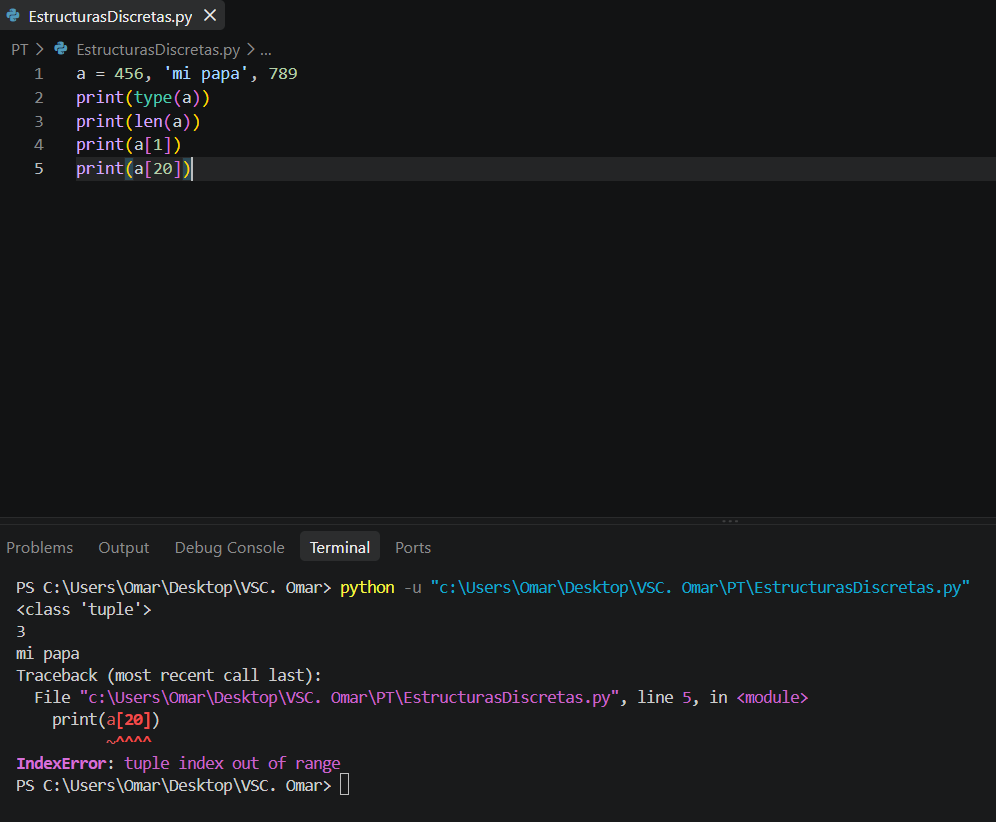 EstructurasDiscretas.py
PT > EstructurasDiscretas.py > ...
1 a = 456, 'mi papa', 789
2 print(type(a))
3 print(len(a))
4 print(a[1])
5 print(a[20])
Problems Output Debug Console Terminal Ports
PS C:\Users\Omar\Desktop\VSC. Omar> python -u "c:\Users\Omar\Desktop\VSC. Omar\PT\EstructurasDiscretas.py"
<class 'tuple'>
3
mi papa
Traceback (most recent call last):
  File "c:\Users\Omar\Desktop\VSC. Omar\PT\EstructurasDiscretas.py", line 5, in <module>
    print(a[20])
          ~^^^^
IndexError: tuple index out of range
PS C:\Users\Omar\Desktop\VSC. Omar>